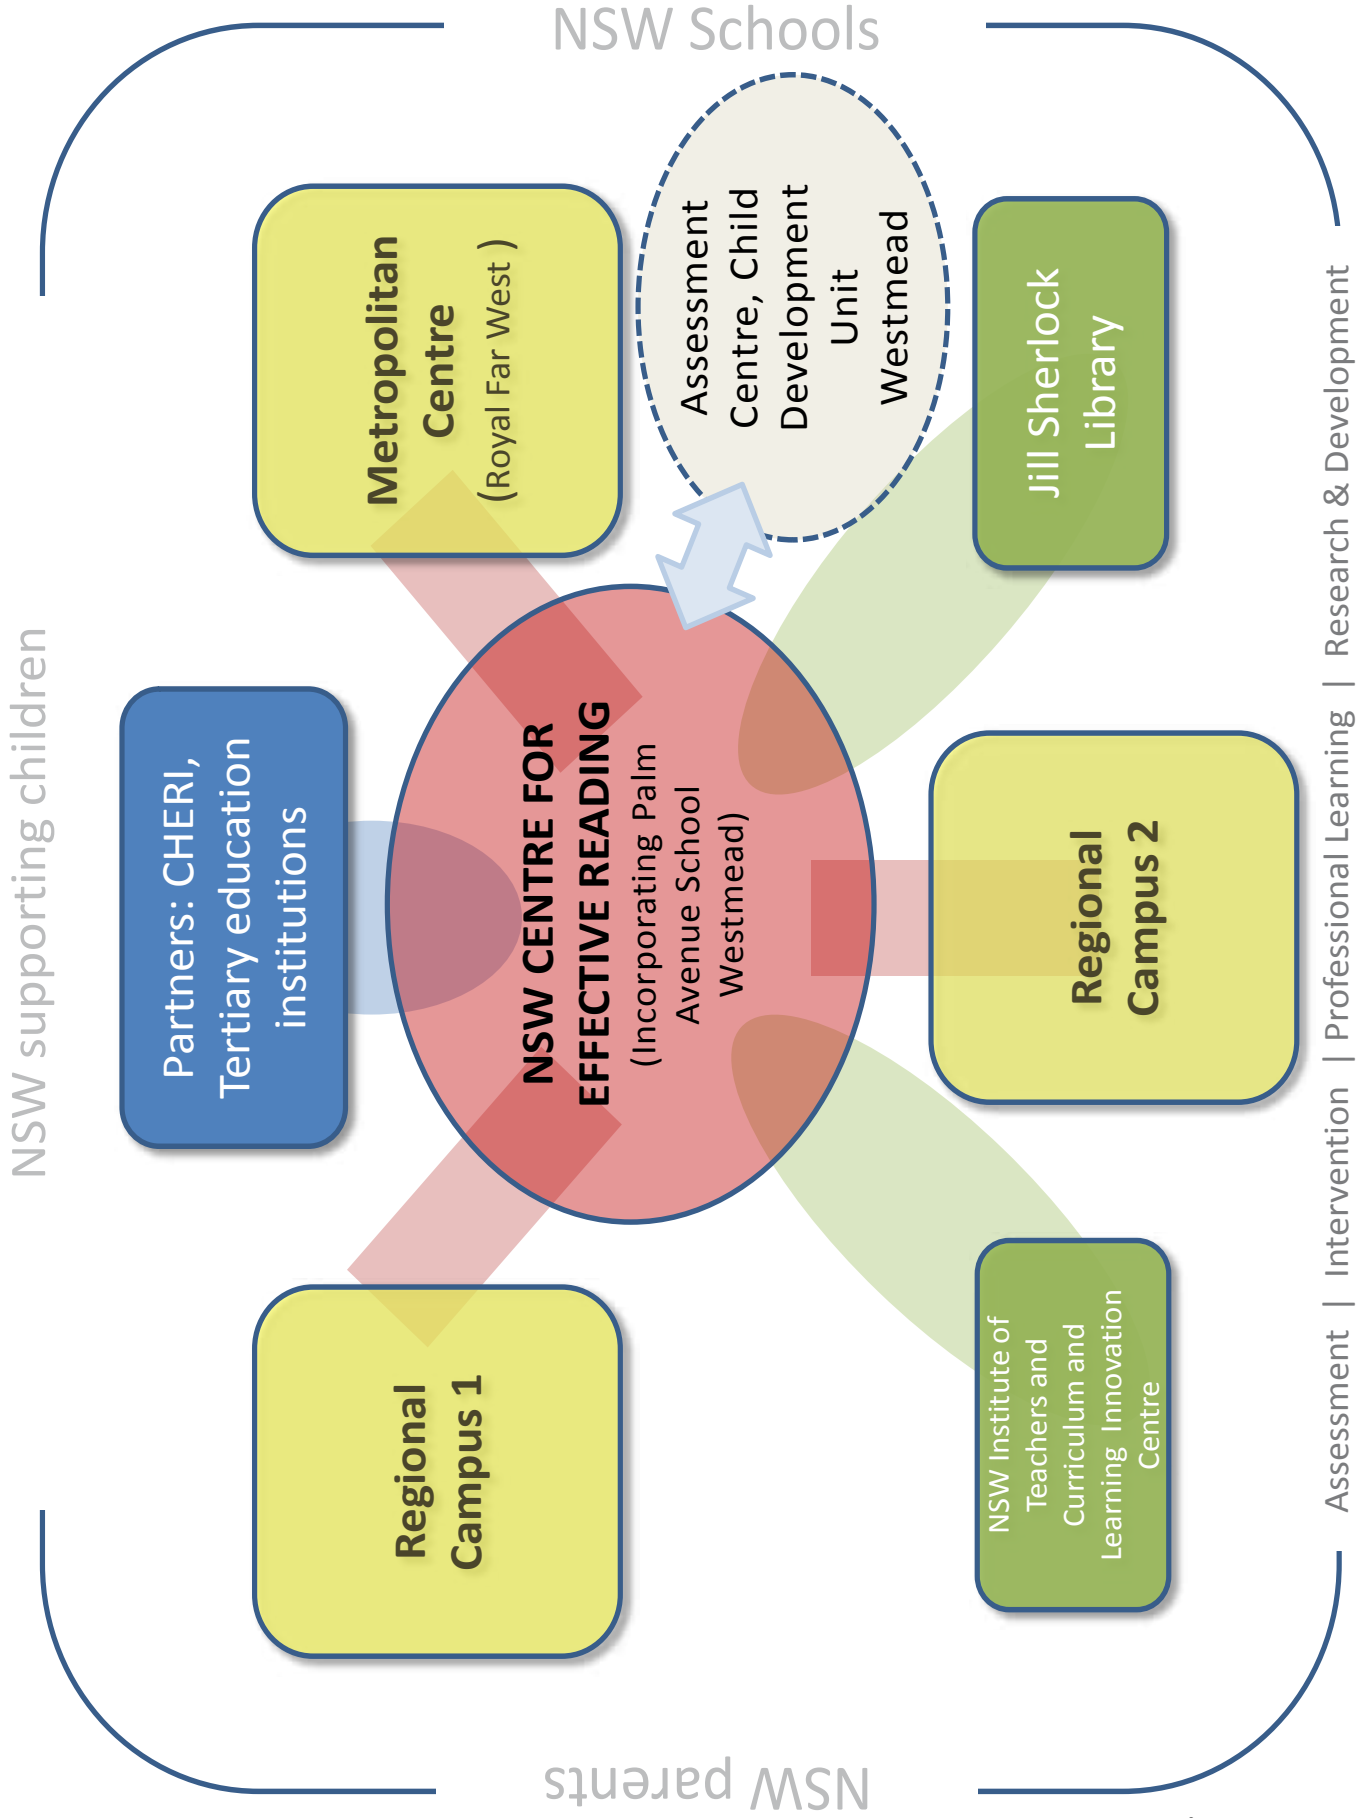 NSW supporting children
NSW parents
NSW Schools
Partners: CHERI,
Tertiary education
institutions
Regional
Campus 1
Metropolitan
Centre
(Royal Far West )
NSW CENTRE FOR
EFFECTIVE READING
(Incorporating Palm
Avenue School
Westmead)
Assessment
Centre, Child
Development
Unit
Westmead
NSW Institute of
Teachers and
Curriculum and
Learning Innovation
Centre
Regional
Campus 2
Jill Sherlock
Library
Assessment | Intervention | Professional Learning | Research & Development